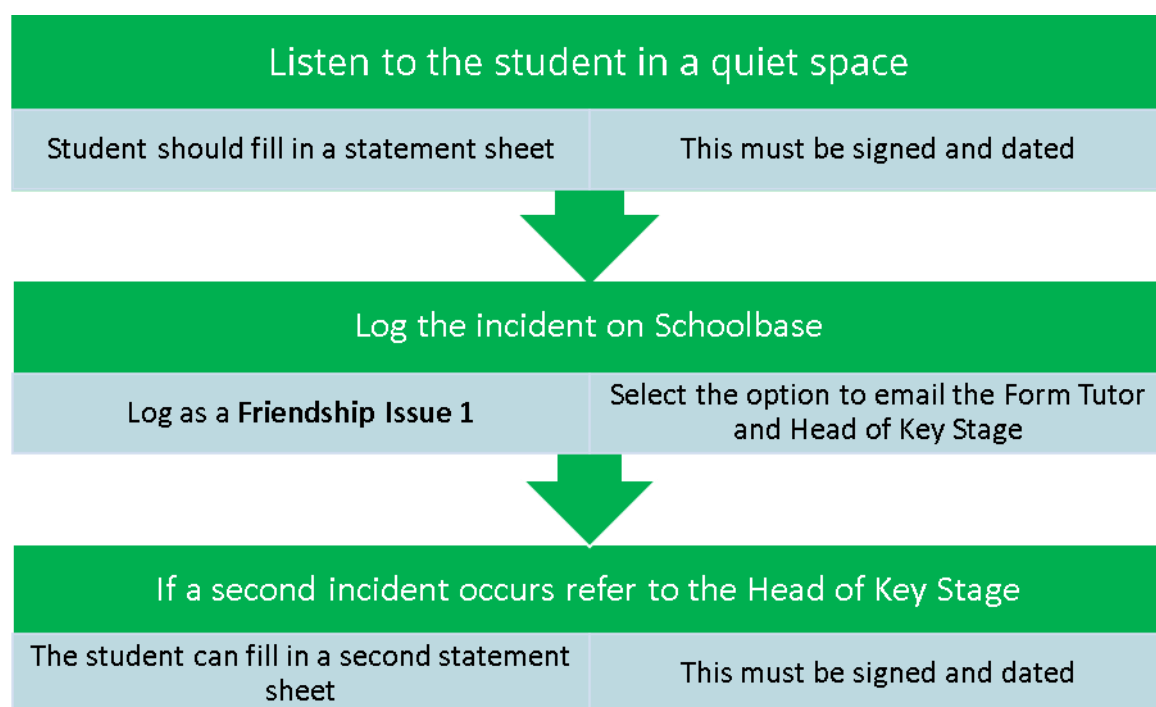 Listen to the student in a quiet space
Student should fill in a statement sheet
This must be signed and dated
Log the incident on Schoolbase
Log as a Friendship Issue 1
Select the option to email the Form Tutor
and Head of Key Stage
If a second incident occurs refer to the Head of Key Stage
The student can fill in a second statement
sheet
This must be signed and dated